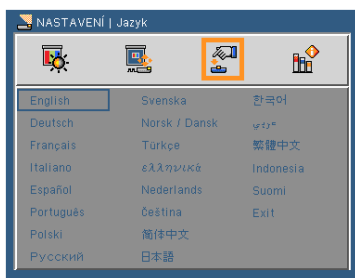 NASTAVENÍ | Jazyk
English Svenska 한국어
Deutsch Norsk / Dansk عربي
Français Türkçe 繁體中文
Italiano ελληνικά Indonesia
Español Nederlands Suomi
Português Čeština Exit
Polski 简体中文
Русский 日本語